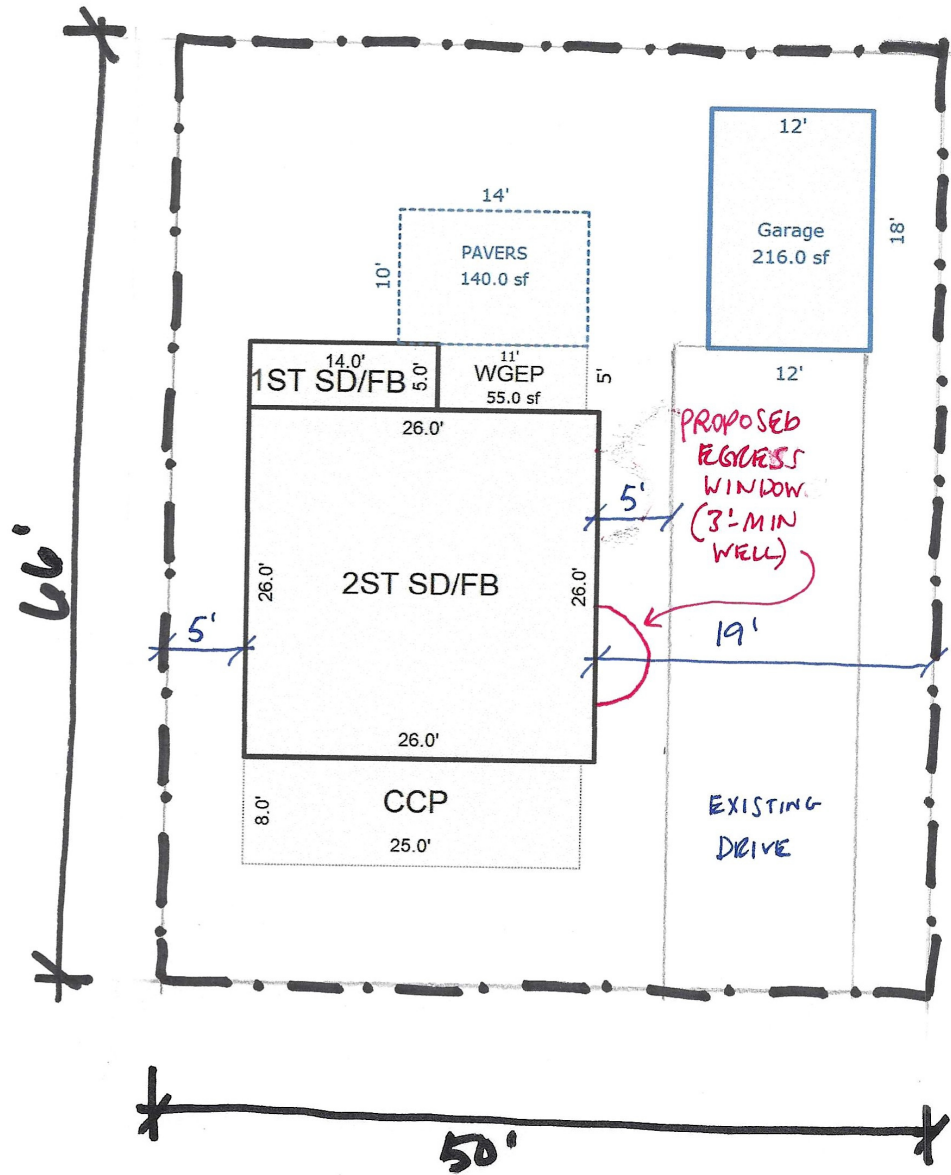 12'
Garage
216.0 sf
18'
12'
14'
PAVERS
140.0 sf
10'
14.0'
1ST SD/FB
5.0'
11'
WGEP
55.0 sf
5'
26.0'
PROPOSED
EGRESS
WINDOW
(3'-MIN
WELL)
5'
26.0'
2ST SD/FB
26.0'
66'
5'
19'
26.0'
8.0'
CCP
25.0'
EXISTING
DRIVE
50'